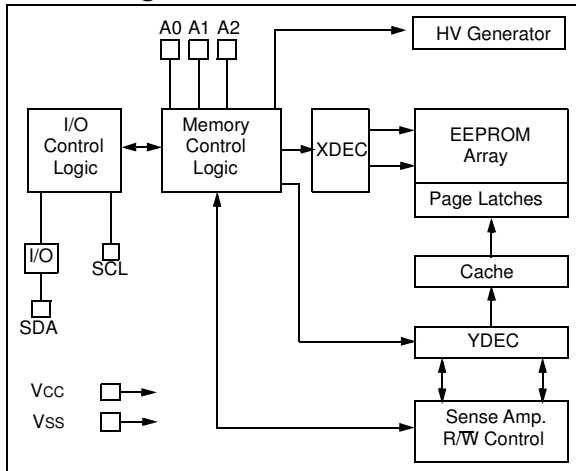 A0 A1 A2
HV Generator
I/O
Control
Logic
Memory
Control
Logic
XDEC
EEPROM
Array
Page Latches
I/O
SCL
SDA
Cache
YDEC
VCC
VSS
Sense Amp.
R/W̅ Control